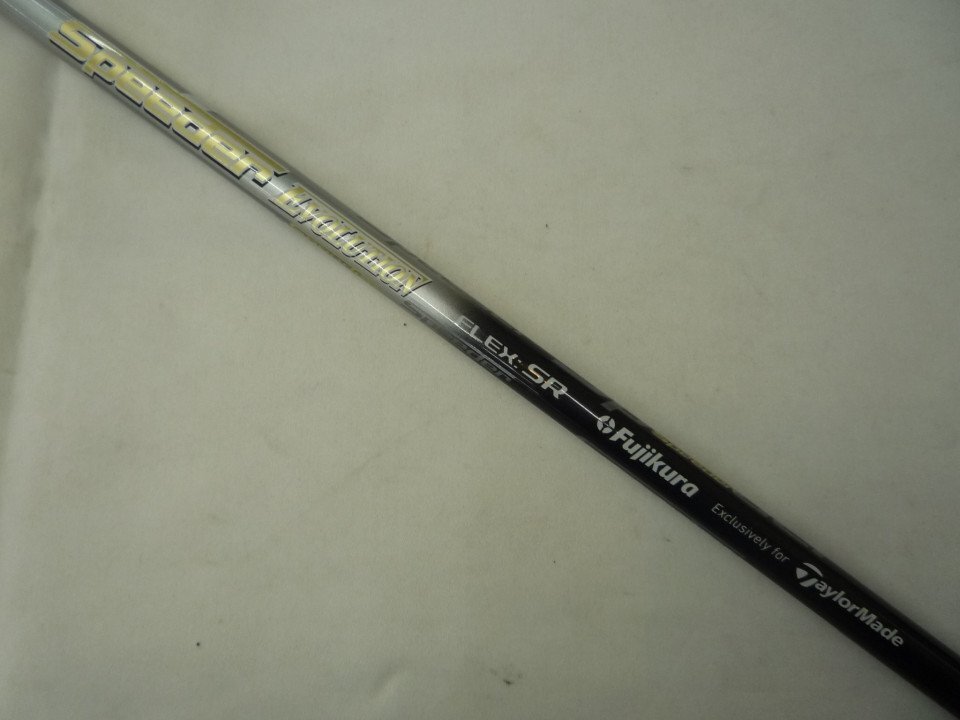 Speeder EVOLUTION
FLEX: SR
Fujikura
Exclusively for
TaylorMade